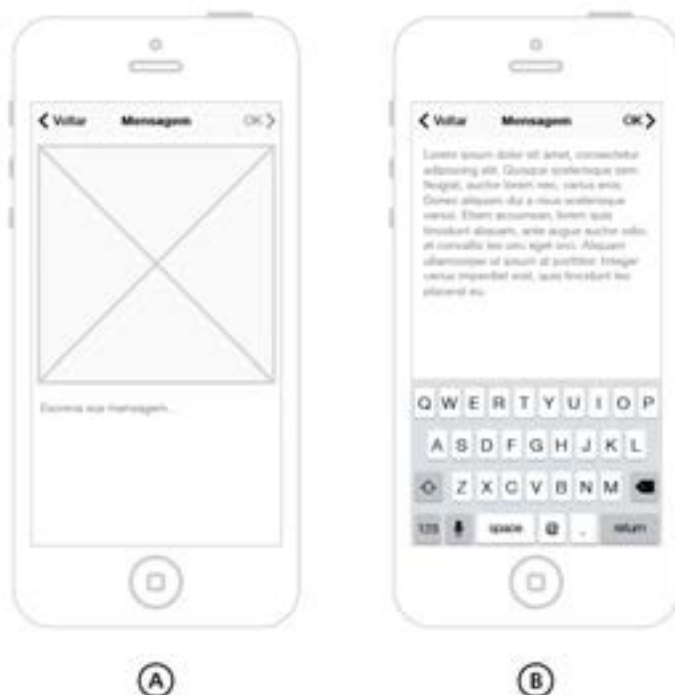 Voltar Mensagem OK
Escreva sua mensagem...
A
Voltar Mensagem OK
Lorem ipsum dolor sit amet, consectetur
adipiscing elit. Quisque scelerisque sem
feugiat, auctor lorem nec, varius eros.
Donec aliquam dui a risus scelerisque
varius. Etiam accumsan, lorem quis
tincidunt aliquam, ante augue auctor odio,
et convallis leo orci eget orci. Aliquam
ullamcorper ut ipsum at porttitor. Integer
varius imperdiet erat, quis tincidunt leo
placerat eu.
Q W E R T Y U I O P
A S D F G H J K L
Z X C V B N M
123 space @ . return
B